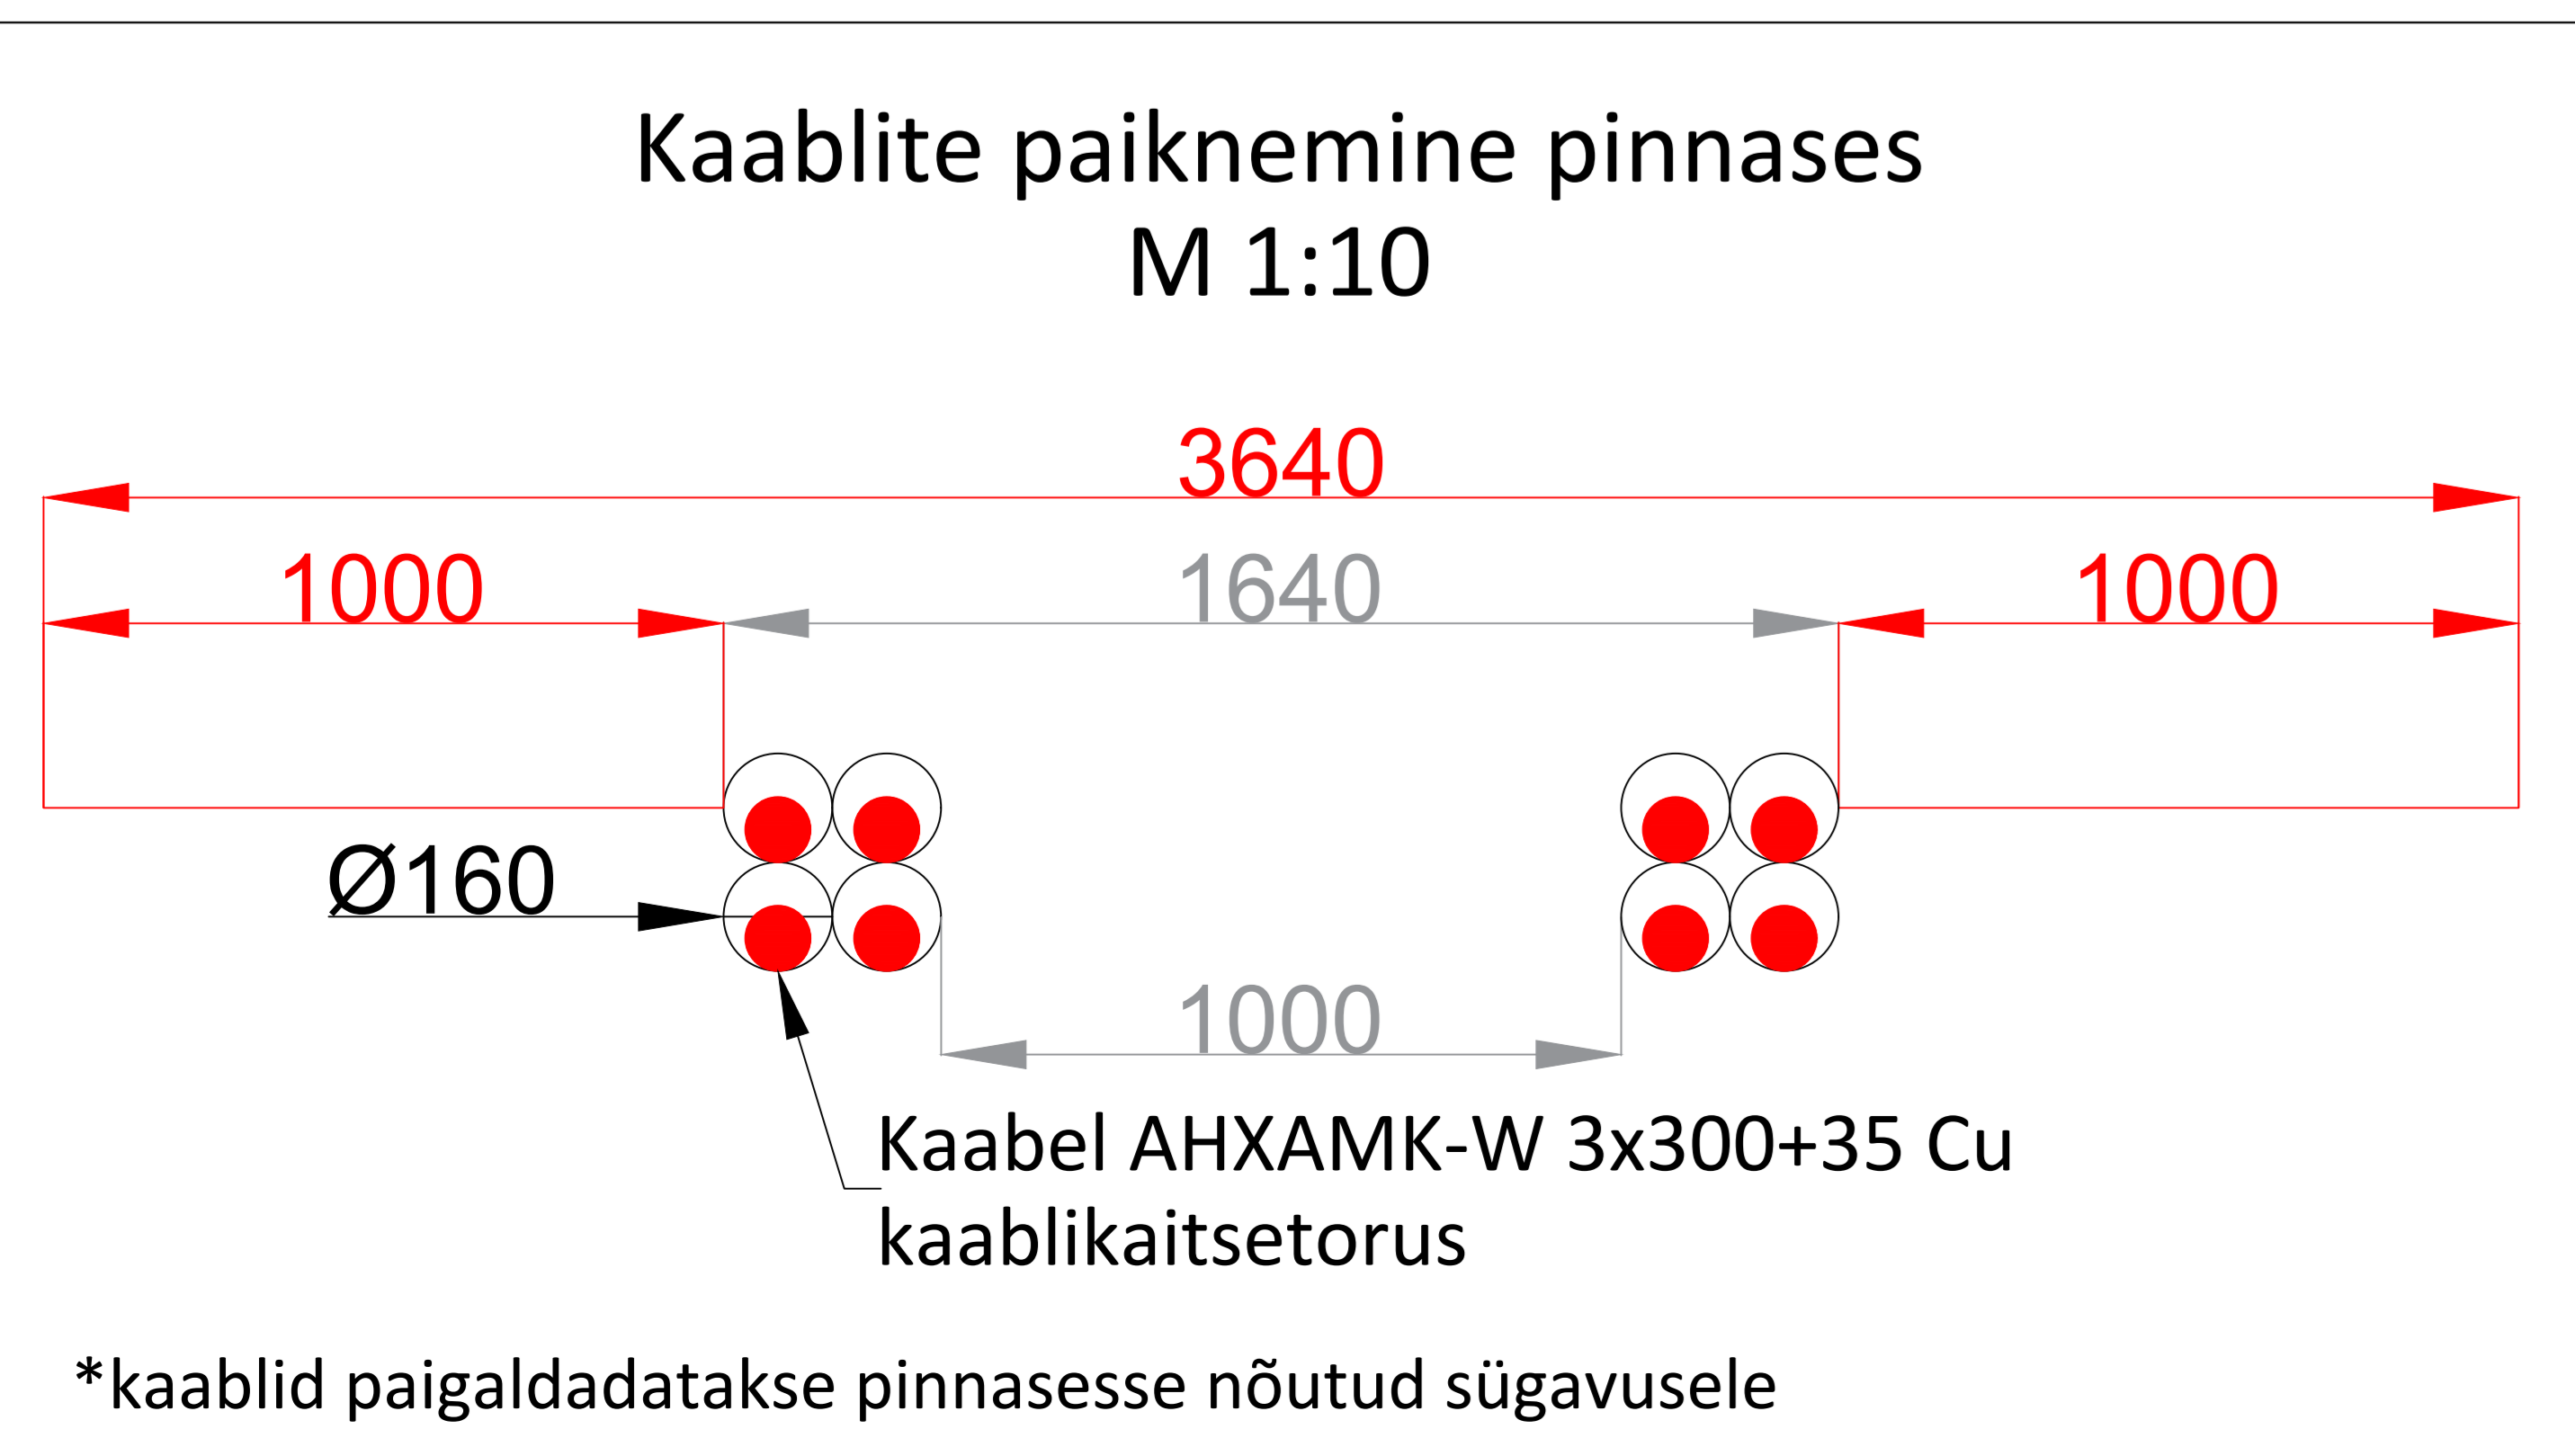 Kaablite paiknemine pinnases
M 1:10
3640
1000
1640
1000
Ø160
1000
Kaabel AHXAMK-W 3x300+35 Cu
kaablikaitsetorus
*kaablid paigaldadatakse pinnasesse nõutud sügavusele